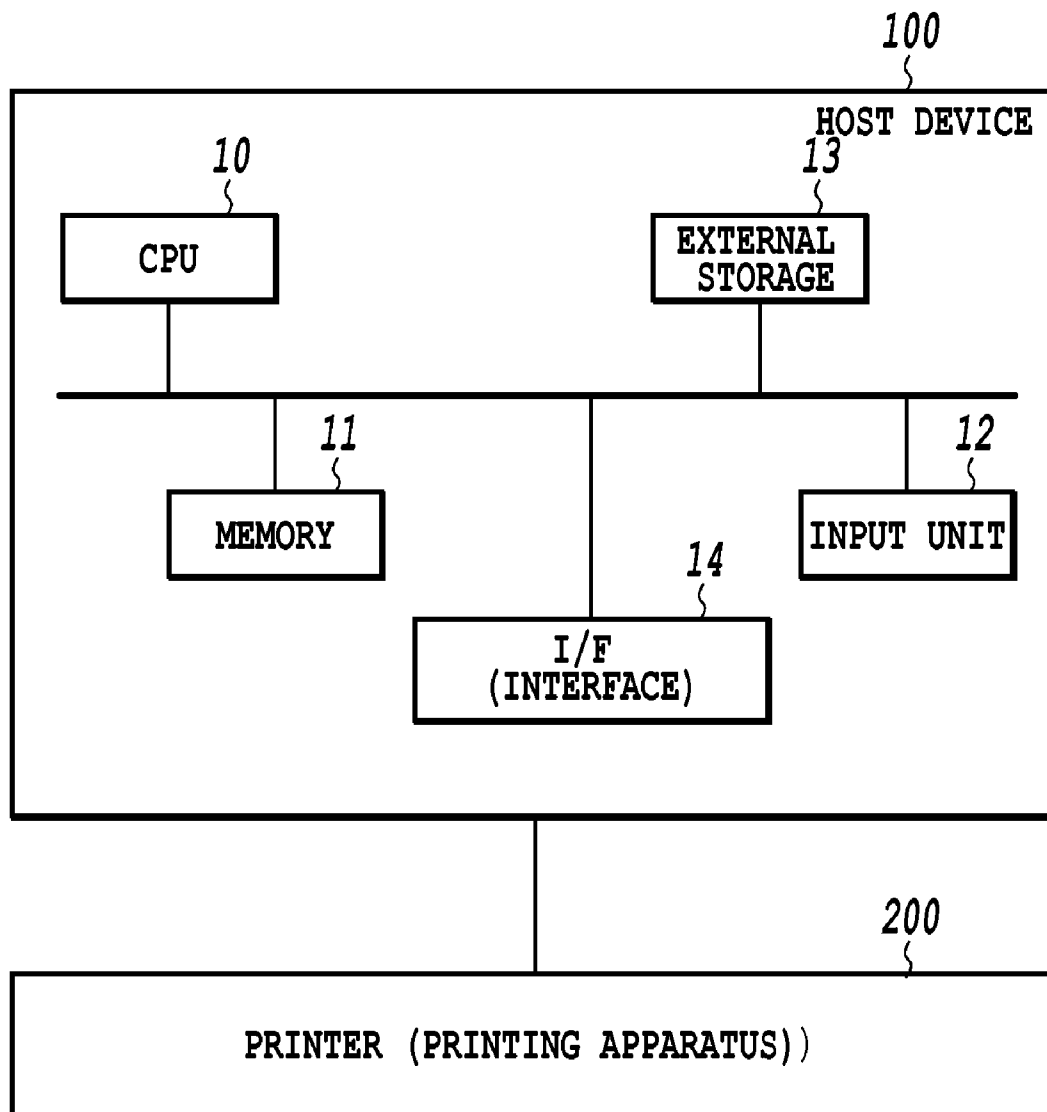 100
HOST DEVICE
10
13
CPU
EXTERNAL
STORAGE
11
12
MEMORY
INPUT UNIT
14
I/F
(INTERFACE)
200
PRINTER (PRINTING APPARATUS))